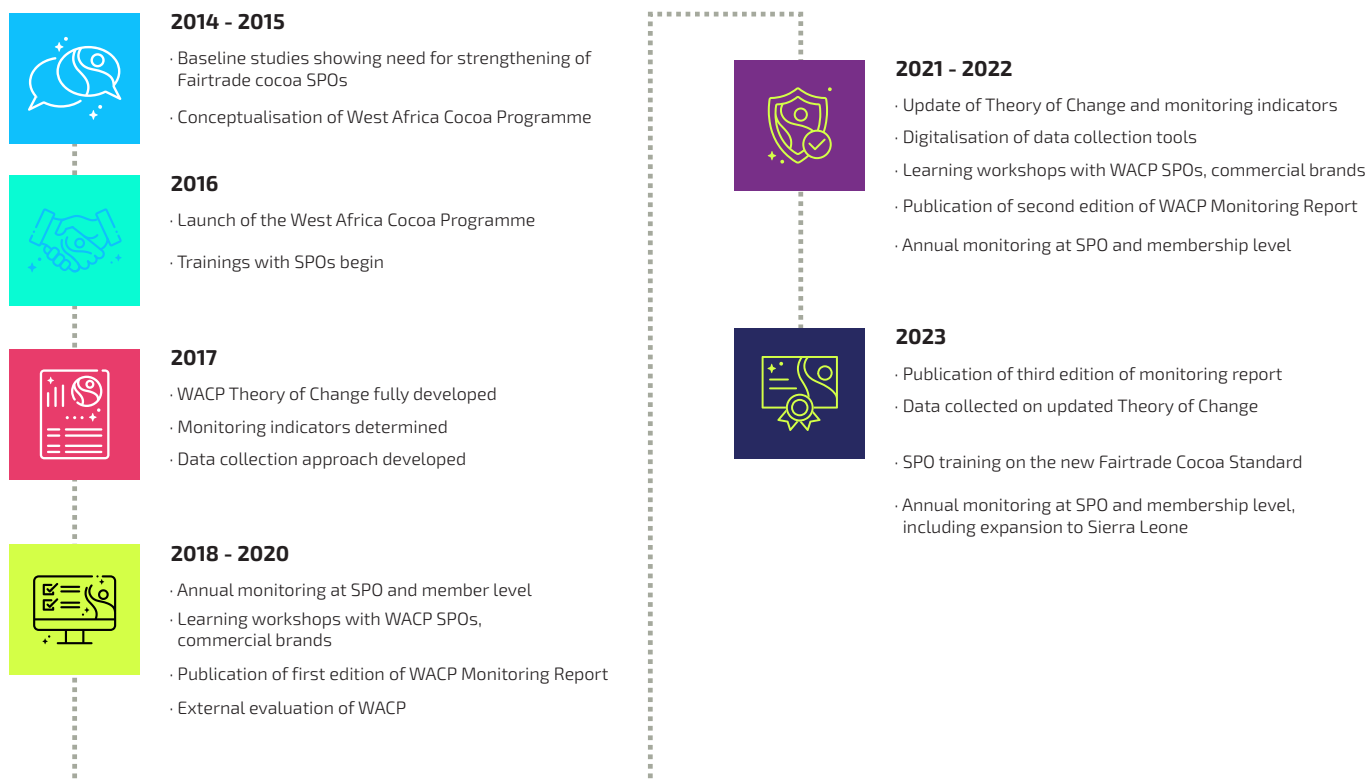 2014 - 2015
· Baseline studies showing need for strengthening of
Fairtrade cocoa SPOs
· Conceptualisation of West Africa Cocoa Programme
2016
· Launch of the West Africa Cocoa Programme
· Trainings with SPOs begin
2017
· WACP Theory of Change fully developed
· Monitoring indicators determined
· Data collection approach developed
2018 - 2020
· Annual monitoring at SPO and member level
· Learning workshops with WACP SPOs,
commercial brands
· Publication of first edition of WACP Monitoring Report
· External evaluation of WACP
2021 - 2022
· Update of Theory of Change and monitoring indicators
· Digitalisation of data collection tools
· Learning workshops with WACP SPOs, commercial brands
· Publication of second edition of WACP Monitoring Report
· Annual monitoring at SPO and membership level
2023
· Publication of third edition of monitoring report
· Data collected on updated Theory of Change
· SPO training on the new Fairtrade Cocoa Standard
· Annual monitoring at SPO and membership level,
including expansion to Sierra Leone